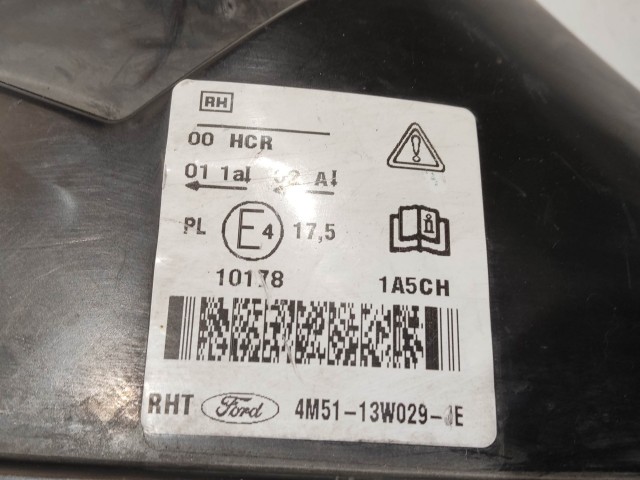 RH
00 HCR
01 1a A
PL E4 17,5
10178 1A5CH
RHT Ford 4M51-13W029- E